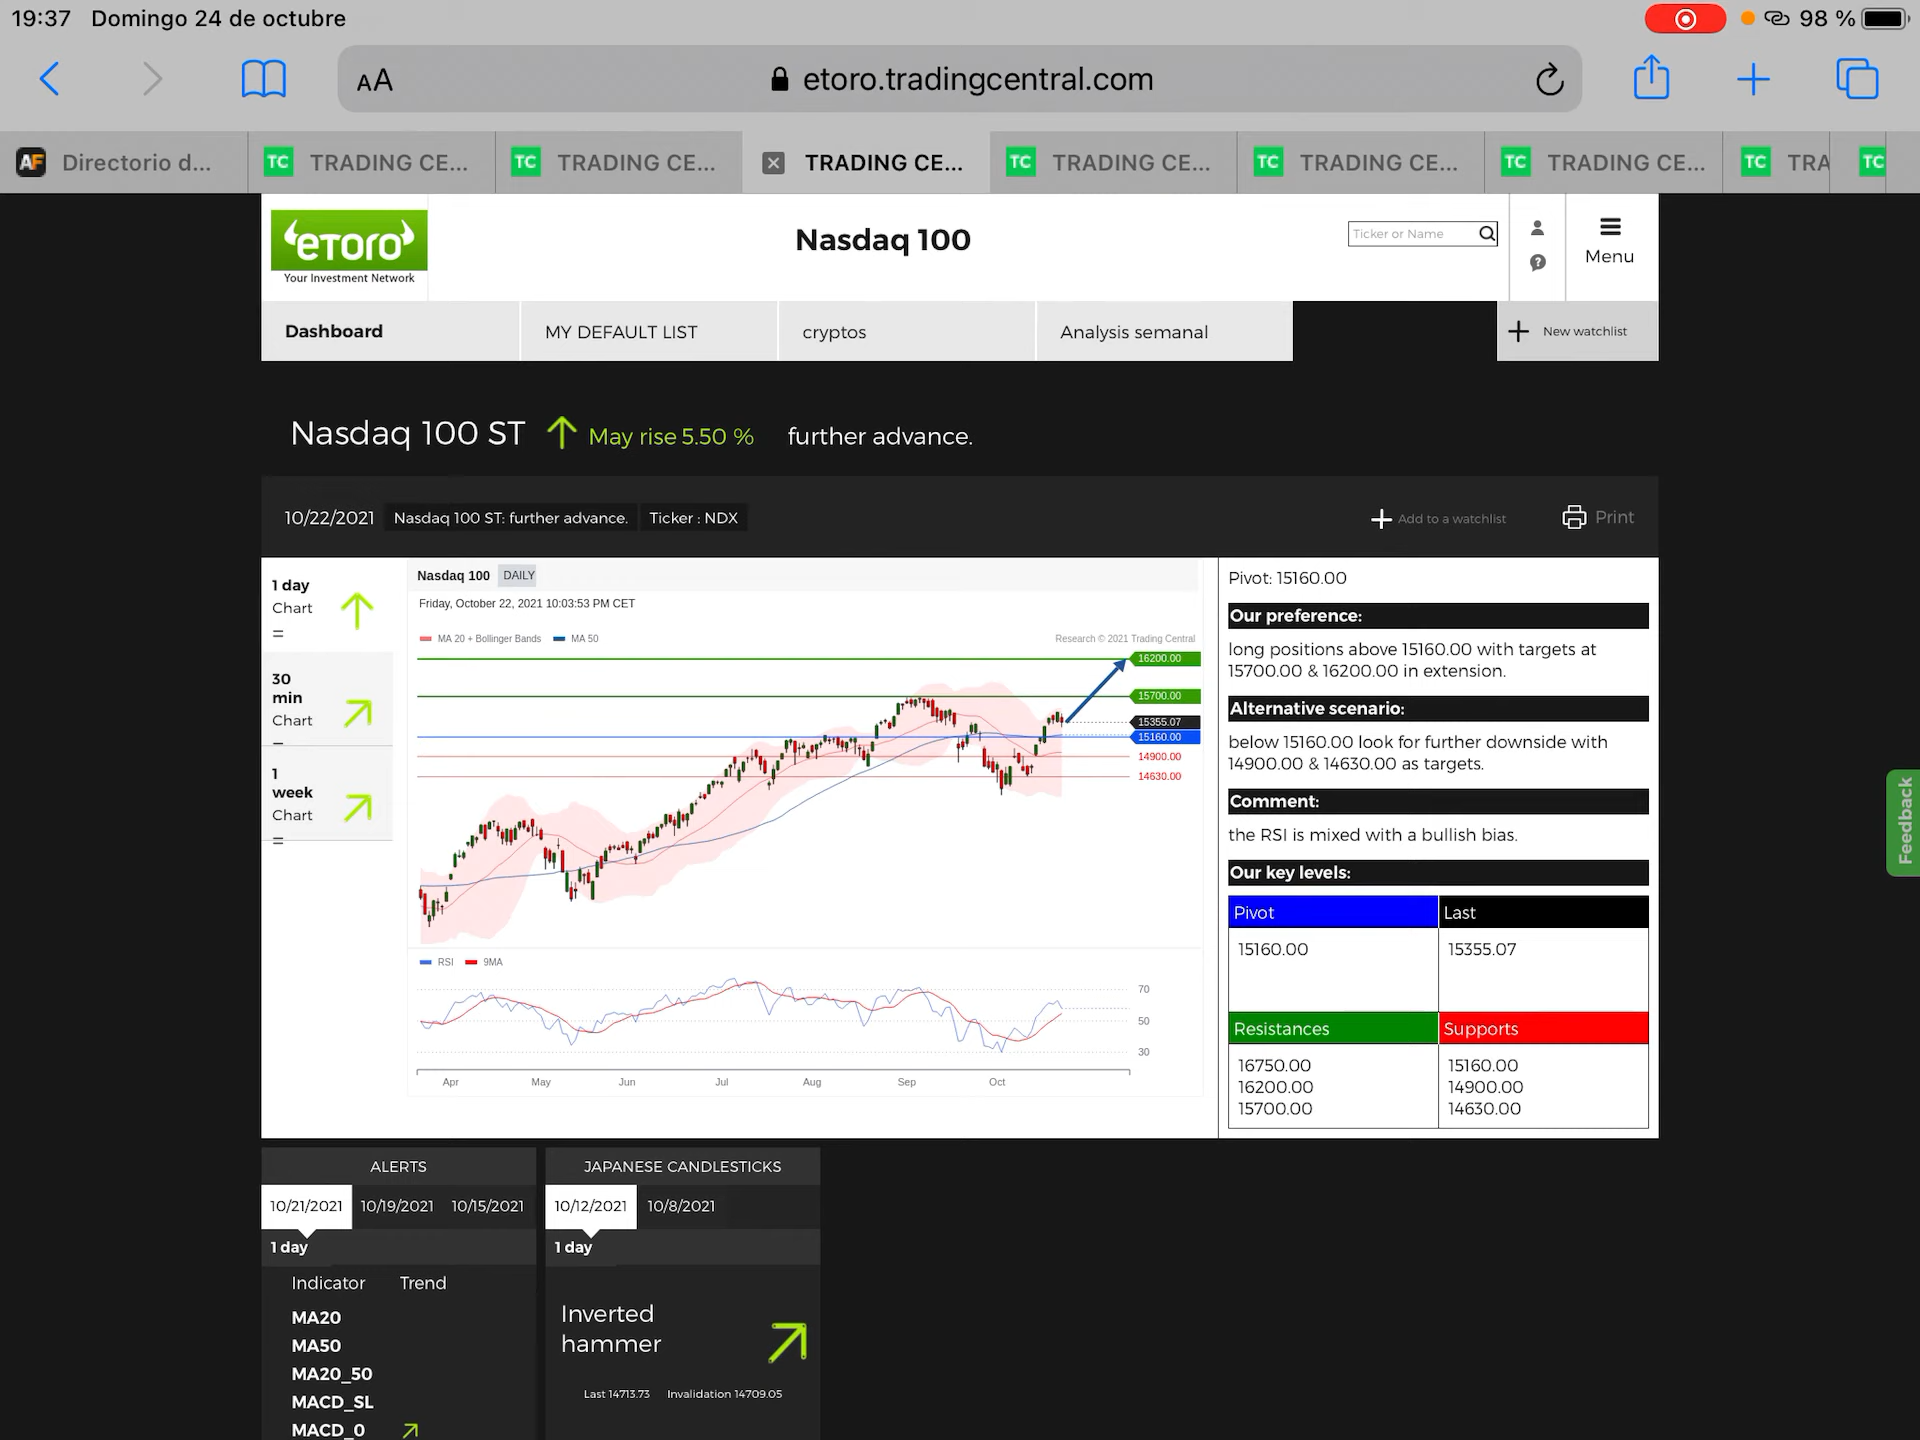 19:37 Domingo 24 de octubre
98 %
AA
etoro.tradingcentral.com
AF Directorio d...
TC TRADING CE...
TC TRADING CE...
TRADING CE...
TC TRADING CE...
TC TRADING CE...
TC TRADING CE...
TC TRA
TC
eToro
Your Investment Network
Nasdaq 100
Ticker or Name
Menu
Dashboard
MY DEFAULT LIST
cryptos
Analysis semanal
New watchlist
Nasdaq 100 ST May rise 5.50 % further advance.
10/22/2021 Nasdaq 100 ST: further advance. Ticker : NDX
Add to a watchlist
Print
1 day
Chart
=
30
min
Chart
1
week
Chart
=
Nasdaq 100 DAILY
Friday, October 22, 2021 10:03:53 PM CET
MA 20 + Bollinger Bands MA 50
Research © 2021 Trading Central
16200.00
15700.00
15355.07
15160.00
14900.00
14630.00
RSI 9MA
70
50
30
Apr May Jun Jul Aug Sep Oct
Pivot: 15160.00
Our preference:
long positions above 15160.00 with targets at
15700.00 & 16200.00 in extension.
Alternative scenario:
below 15160.00 look for further downside with
14900.00 & 14630.00 as targets.
Comment:
the RSI is mixed with a bullish bias.
Our key levels:
Pivot Last
15160.00 15355.07
Resistances Supports
16750.00 15160.00
16200.00 14900.00
15700.00 14630.00
Feedback
ALERTS
10/21/2021 10/19/2021 10/15/2021
1 day
Indicator Trend
MA20
MA50
MA20_50
MACD_SL
MACD_0
JAPANESE CANDLESTICKS
10/12/2021 10/8/2021
1 day
Inverted
hammer
Last 14713.73 Invalidation 14709.05